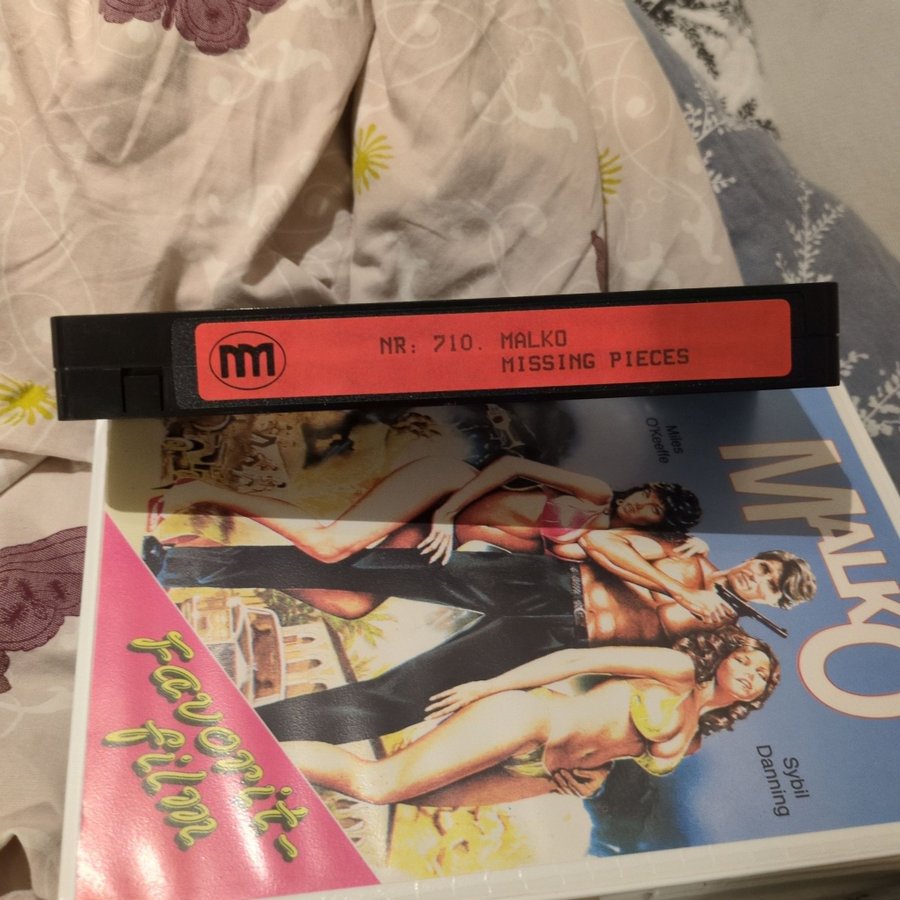 m
NR: 710. MALKO
MISSING PIECES
Miles
O'Keeffe
MALKO
Sybil
Danning
Favorit-
film